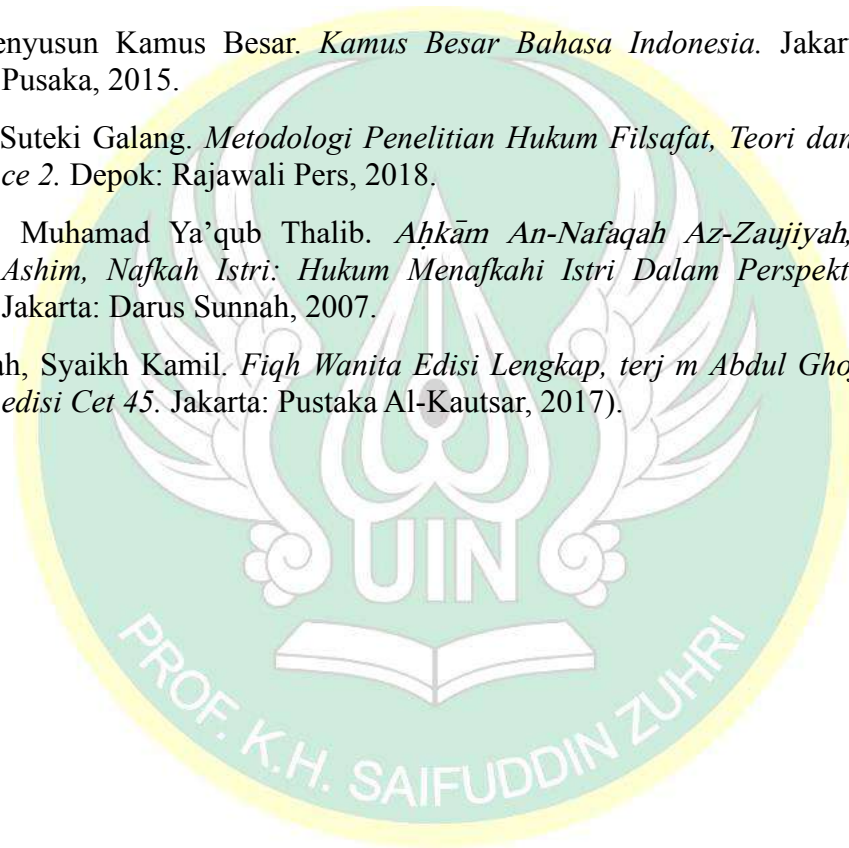 enyusun Kamus Besar. Kamus Besar Bahasa Indonesia. Jakart
Pusaka, 2015.
Suteki Galang. Metodologi Penelitian Hukum Filsafat, Teori dan
ce 2. Depok: Rajawali Pers, 2018.
Muhamad Ya’qub Thalib. Aḥkām An-Nafaqah Az-Zaujiyah,
Ashim, Nafkah Istri: Hukum Menafkahi Istri Dalam Perspekt
Jakarta: Darus Sunnah, 2007.
ah, Syaikh Kamil. Fiqh Wanita Edisi Lengkap, terj m Abdul Gho
edisi Cet 45. Jakarta: Pustaka Al-Kautsar, 2017).
UIN
PROF. K.H. SAIFUDDIN ZUHRI